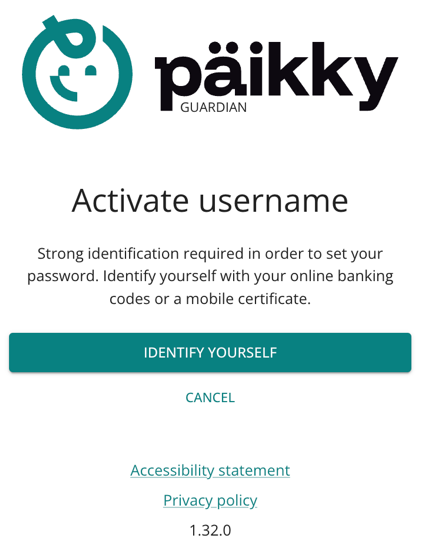 päikky
GUARDIAN
Activate username
Strong identification required in order to set your
password. Identify yourself with your online banking
codes or a mobile certificate.
IDENTIFY YOURSELF
CANCEL
Accessibility statement
Privacy policy
1.32.0